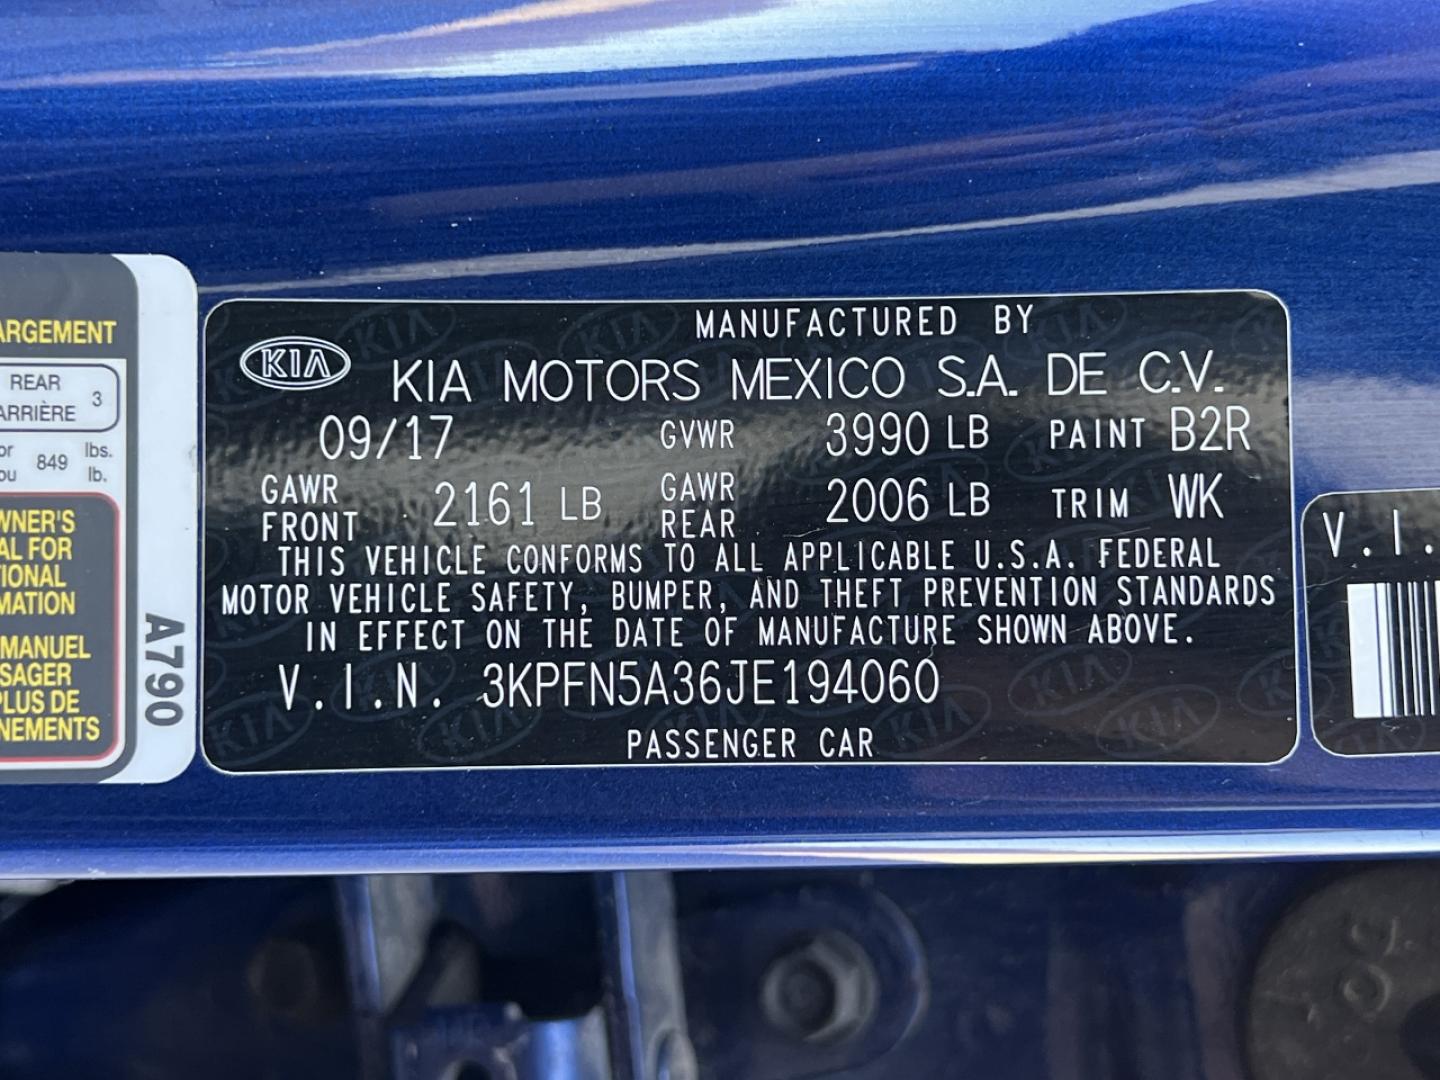 ARGEMENT
REAR
ARRIÈRE 3
or
ou 849 lbs.
lb.
WNER'S
AL FOR
TIONAL
MATION
MANUEL
SAGER
PLUS DE
NEMENTS
A790
MANUFACTURED BY
KIA KIA MOTORS MEXICO S.A. DE C.V.
09/17 GVWR 3990 LB PAINT B2R
GAWR FRONT 2161 LB GAWR REAR 2006 LB TRIM WK
THIS VEHICLE CONFORMS TO ALL APPLICABLE U.S.A. FEDERAL
MOTOR VEHICLE SAFETY, BUMPER, AND THEFT PREVENTION STANDARDS
IN EFFECT ON THE DATE OF MANUFACTURE SHOWN ABOVE.
V.I.N. 3KPFN5A36JE194060
PASSENGER CAR
V.I.